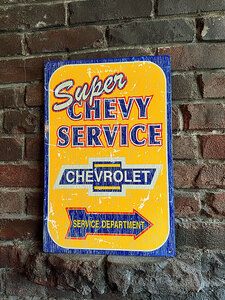 Super
CHEVY
SERVICE
CHEVROLET
SERVICE DEPARTMENT